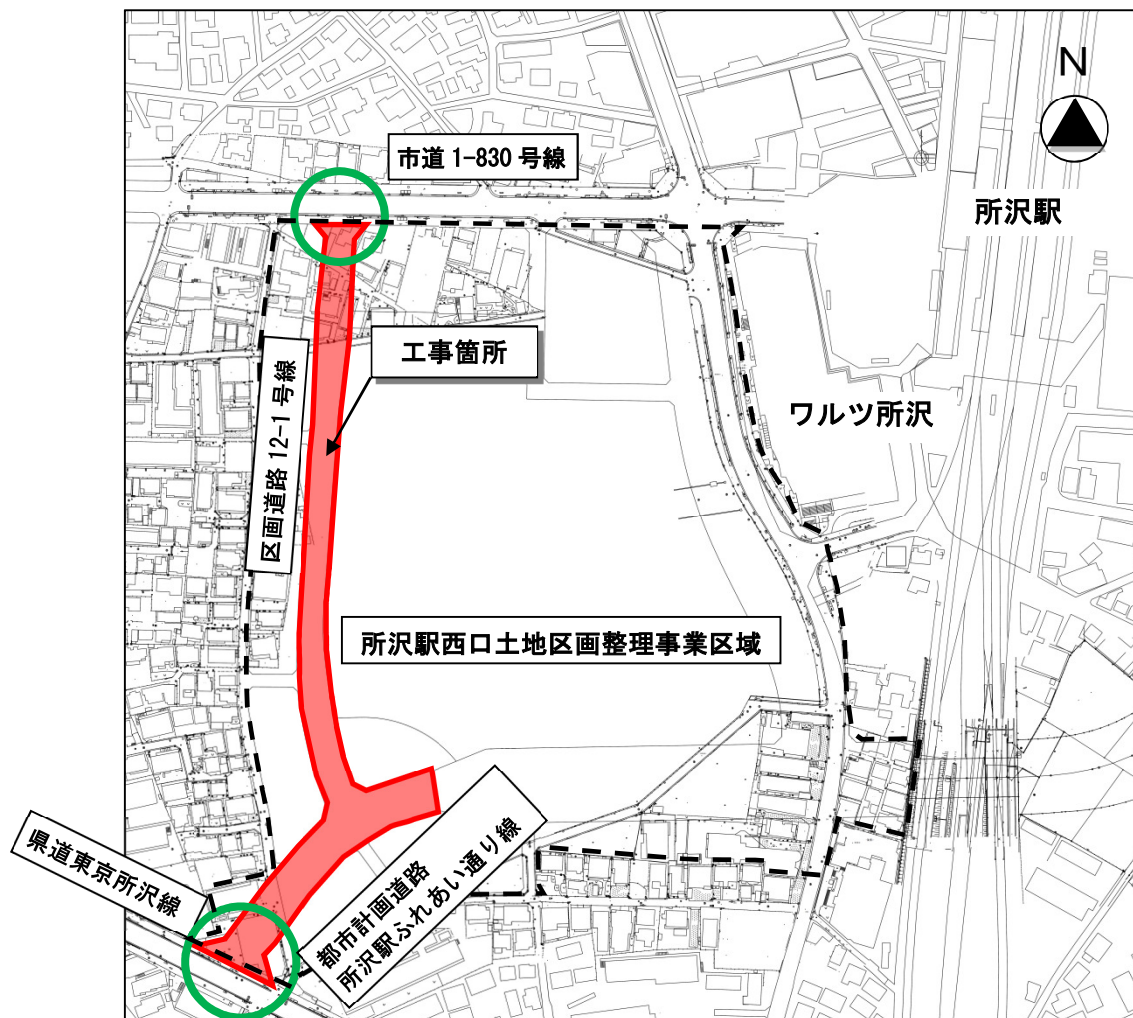 N
市道 1-830 号線
所沢駅
工事箇所
区画道路 12-1 号線
ワルツ所沢
所沢駅西口土地区画整理事業区域
県道東京所沢線
都市計画道路
所沢駅ふれあい通り線